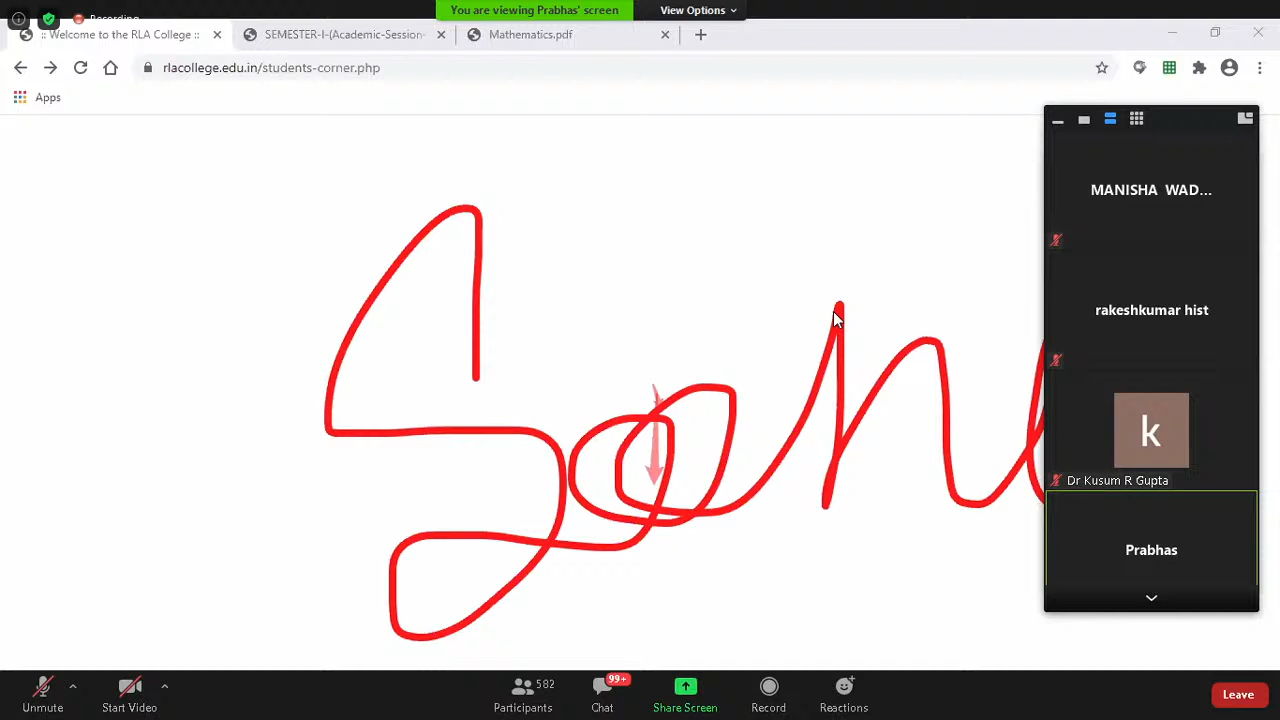 Recording
You are viewing Prabhas' screen
View Options
:: Welcome to the RLA College ::
SEMESTER-I-(Academic-Session-
Mathematics.pdf
rlacollege.edu.in/students-corner.php
Apps
MANISHA WAD...
rakeshkumar hist
k
Dr Kusum R Gupta
Prabhas
Unmute
Start Video
582
Participants
99+
Chat
Share Screen
Record
Reactions
Leave